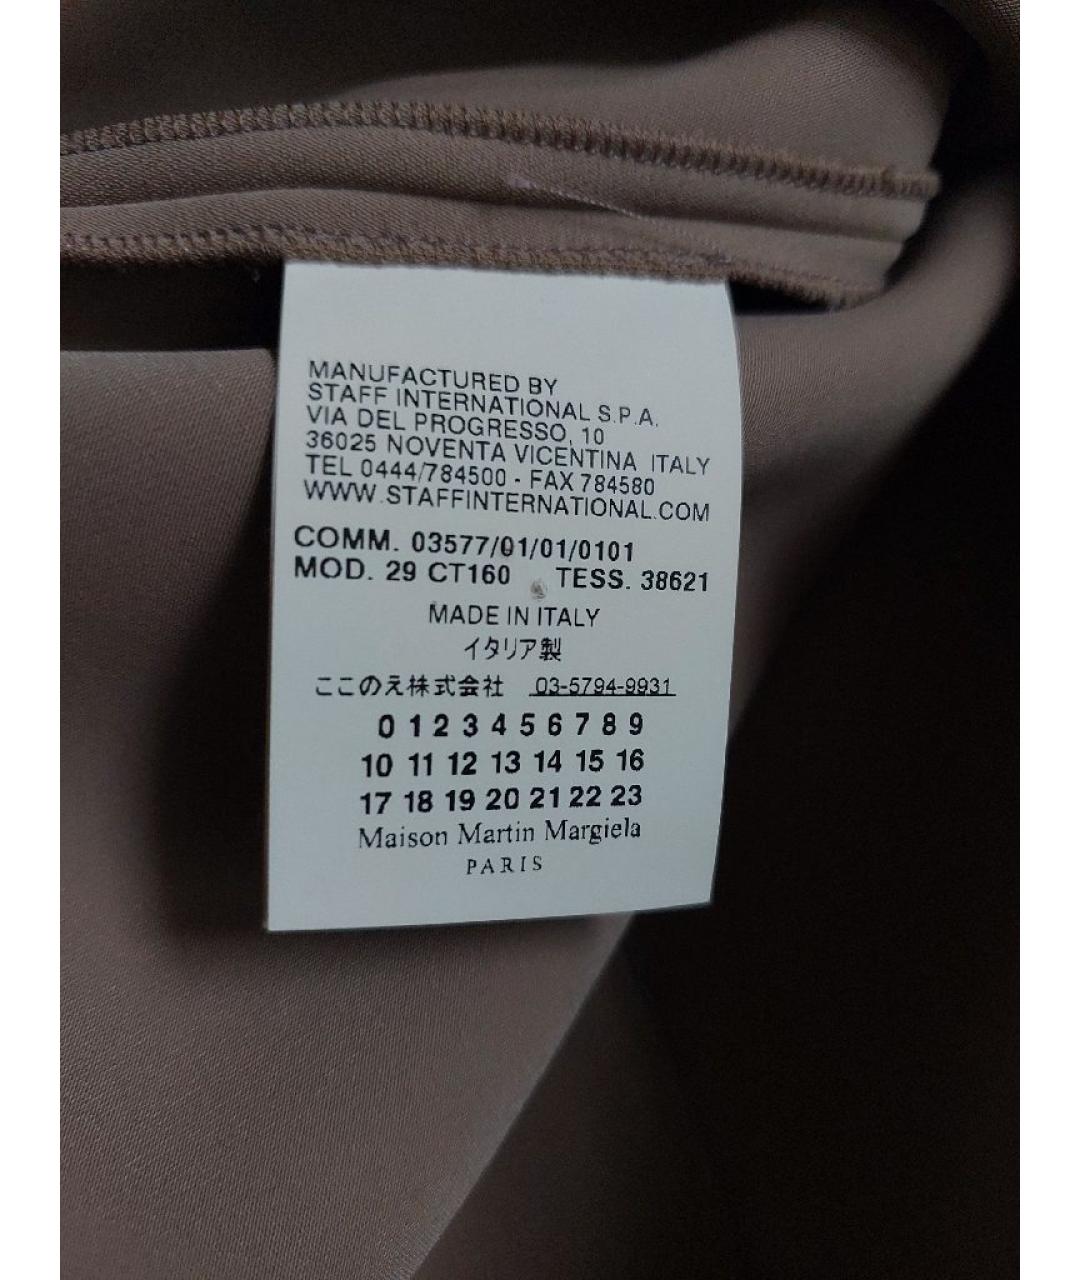 MANUFACTURED BY
STAFF INTERNATIONAL S.P.A.
VIA DEL PROGRESSO, 10
36025 NOVENTA VICENTINA ITALY
TEL 0444/784500 - FAX 784580
WWW.STAFFINTERNATIONAL.COM
COMM. 03577/01/01/0101
MOD. 29 CT160 TESS. 38621
MADE IN ITALY
イタリア製
ここのえ株式会社 03-5794-9931
0 1 2 3 4 5 6 7 8 9
10 11 12 13 14 15 16
17 18 19 20 21 22 23
Maison Martin Margiela
PARIS